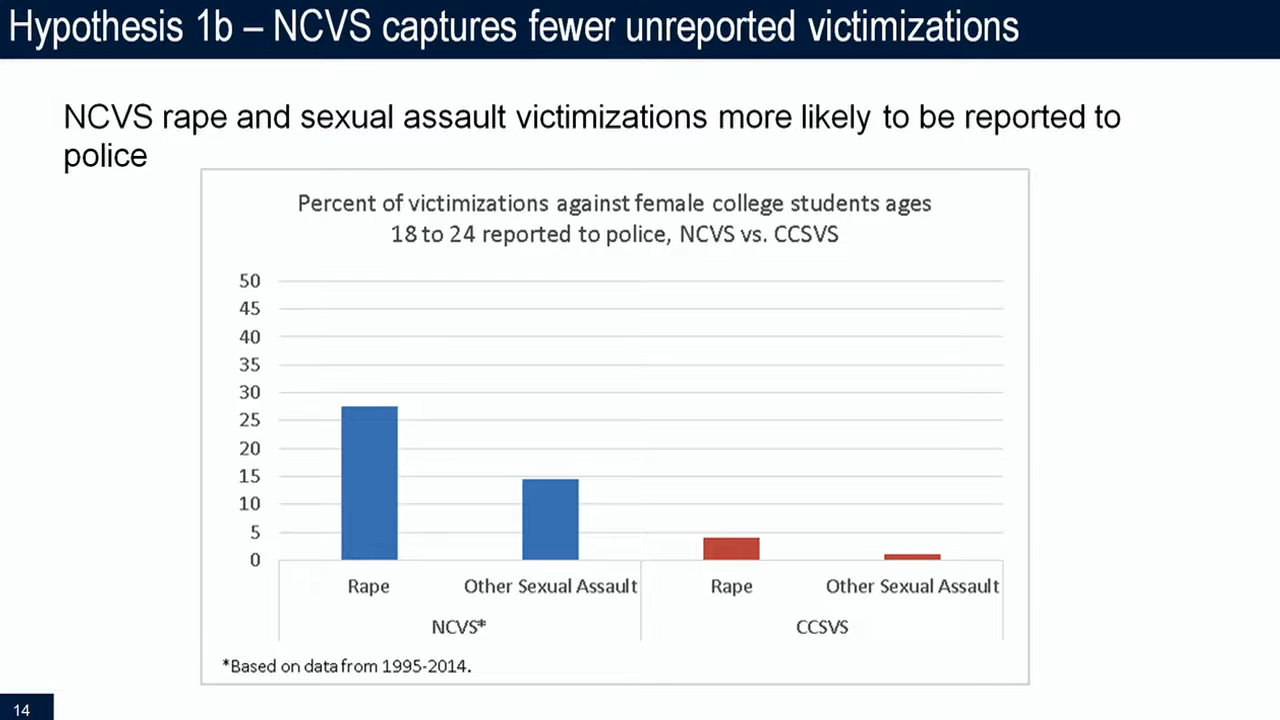 Hypothesis 1b – NCVS captures fewer unreported victimizations
NCVS rape and sexual assault victimizations more likely to be reported to
police
Percent of victimizations against female college students ages
18 to 24 reported to police, NCVS vs. CCSVS
50
45
40
35
30
25
20
15
10
5
0
Rape
Other Sexual Assault
Rape
Other Sexual Assault
NCVS*
CCSVS
*Based on data from 1995-2014.
14